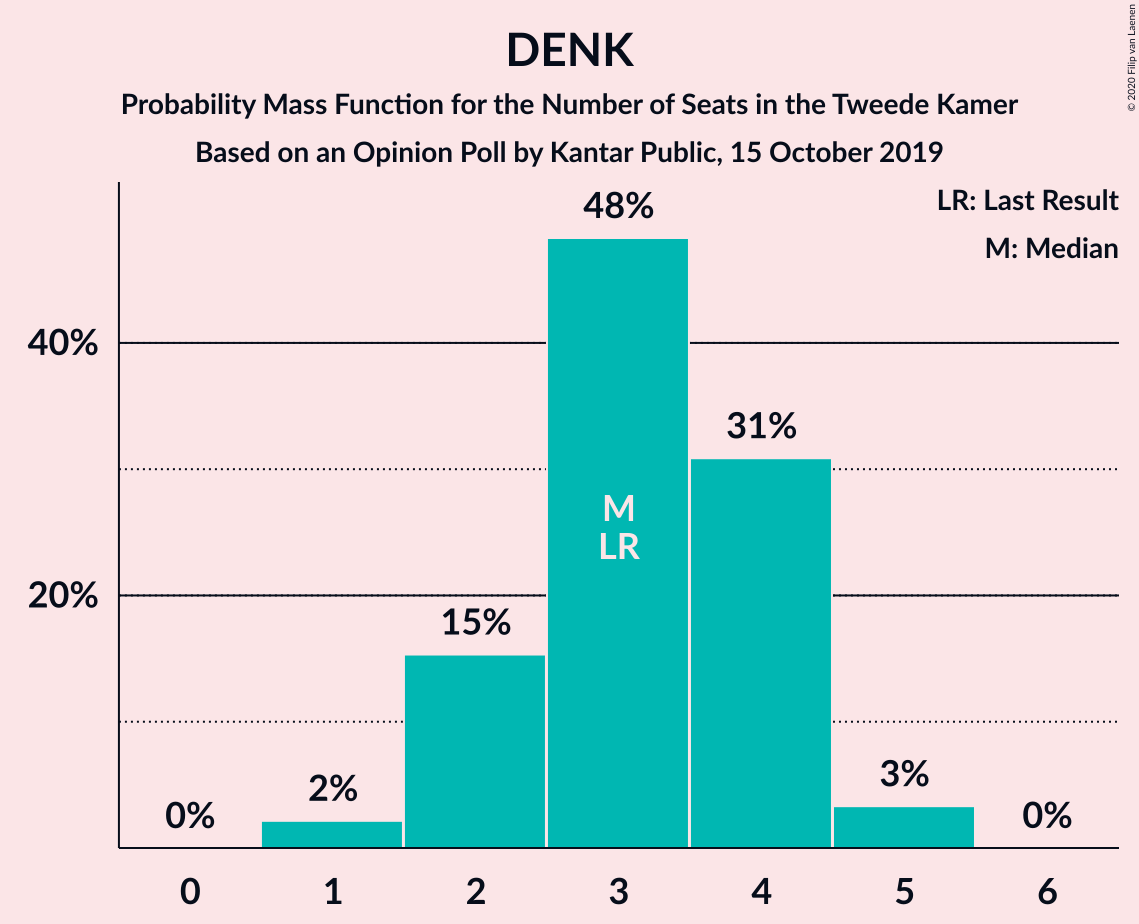 DENK
Probability Mass Function for the Number of Seats in the Tweede Kamer
Based on an Opinion Poll by Kantar Public, 15 October 2019
© 2020 Filip van Laenen
LR: Last Result
M: Median
48%
40%
31%
M
LR
20%
15%
3%
2%
0%
0%
0 1 2 3 4 5 6